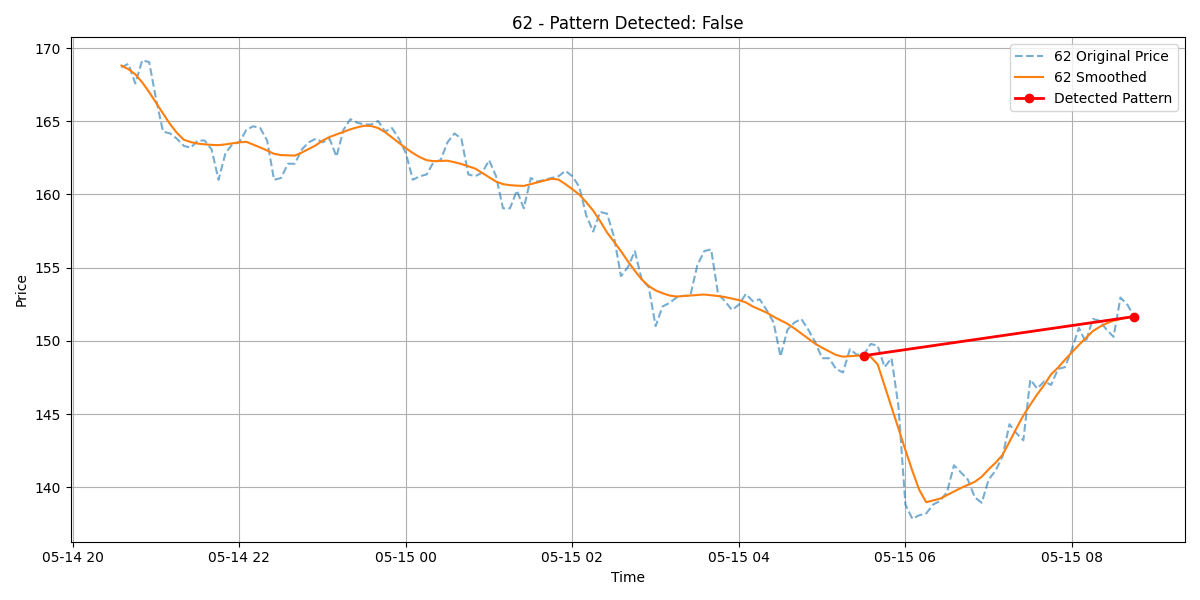 62 - Pattern Detected: False
170
165
160
155
150
145
140
Price
62 Original Price
62 Smoothed
Detected Pattern
05-14 20
05-14 22
05-15 00
05-15 02
05-15 04
05-15 06
05-15 08
Time